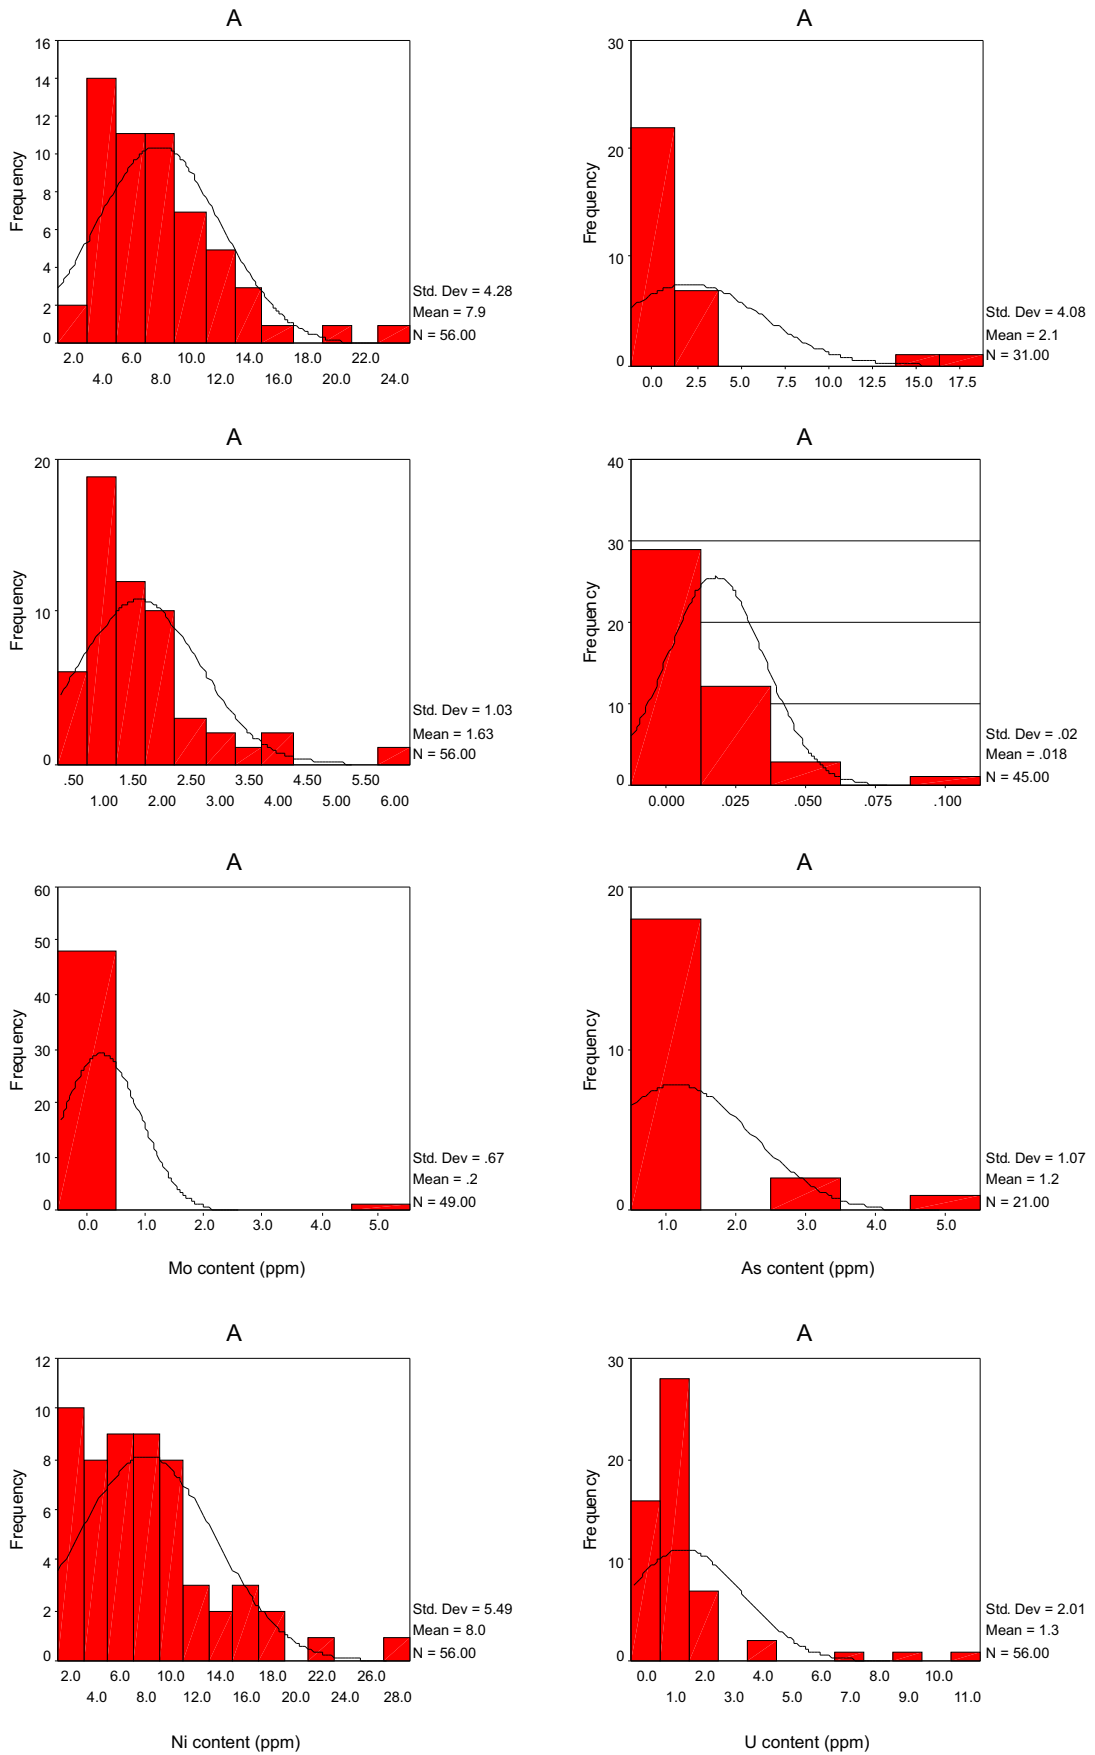 A
16
14
12
10
8
6
4
2
0
Frequency
2.0 6.0 10.0 14.0 18.0 22.0
4.0 8.0 12.0 16.0 20.0 24.0
Std. Dev = 4.28
Mean = 7.9
N = 56.00
A
30
20
10
0
Frequency
0.0 2.5 5.0 7.5 10.0 12.5 15.0 17.5
Std. Dev = 4.08
Mean = 2.1
N = 31.00
A
20
10
0
Frequency
.50 1.50 2.50 3.50 4.50 5.50
1.00 2.00 3.00 4.00 5.00 6.00
Std. Dev = 1.03
Mean = 1.63
N = 56.00
A
40
30
20
10
0
Frequency
0.000 .025 .050 .075 .100
Std. Dev = .02
Mean = .018
N = 45.00
A
60
50
40
30
20
10
0
Frequency
0.0 1.0 2.0 3.0 4.0 5.0
Std. Dev = .67
Mean = .2
N = 49.00
Mo content (ppm)
A
20
10
0
Frequency
1.0 2.0 3.0 4.0 5.0
Std. Dev = 1.07
Mean = 1.2
N = 21.00
As content (ppm)
A
12
10
8
6
4
2
0
Frequency
2.0 6.0 10.0 14.0 18.0 22.0 26.0
4.0 8.0 12.0 16.0 20.0 24.0 28.0
Std. Dev = 5.49
Mean = 8.0
N = 56.00
Ni content (ppm)
A
30
20
10
0
Frequency
0.0 2.0 4.0 6.0 8.0 10.0
1.0 3.0 5.0 7.0 9.0 11.0
Std. Dev = 2.01
Mean = 1.3
N = 56.00
U content (ppm)